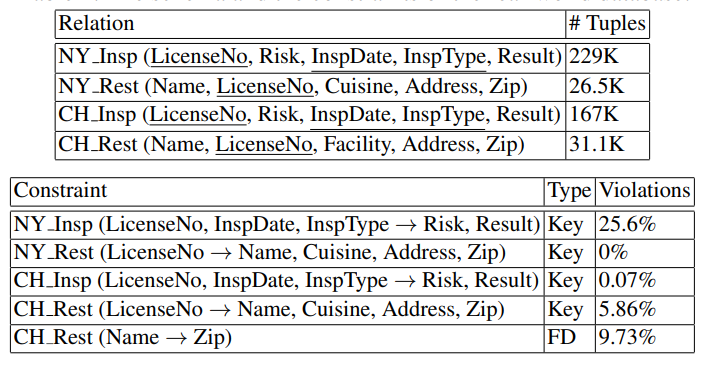 Relation # Tuples
NY_Insp (LicenseNo, Risk, InspDate, InspType, Result) 229K
NY_Rest (Name, LicenseNo, Cuisine, Address, Zip) 26.5K
CH_Insp (LicenseNo, Risk, InspDate, InspType, Result) 167K
CH_Rest (Name, LicenseNo, Facility, Address, Zip) 31.1K
Constraint Type Violations
NY_Insp (LicenseNo, InspDate, InspType → Risk, Result) Key 25.6%
NY_Rest (LicenseNo → Name, Cuisine, Address, Zip) Key 0%
CH_Insp (LicenseNo, InspDate, InspType → Risk, Result) Key 0.07%
CH_Rest (LicenseNo → Name, Cuisine, Address, Zip) Key 5.86%
CH_Rest (Name → Zip) FD 9.73%